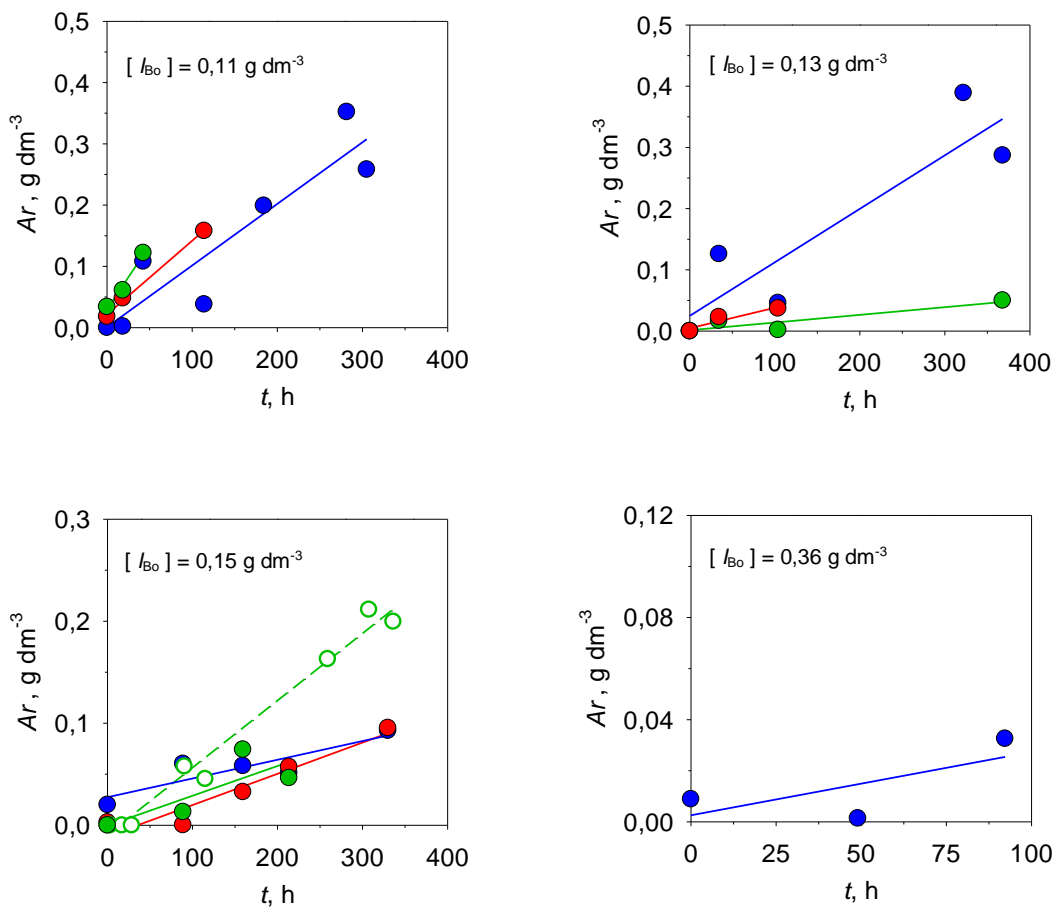 0,5
[ I_Bo ] = 0,11 g dm⁻³
0,4
0,3
Ar , g dm⁻³
0,2
0,1
0,0
0 100 200 300 400
t, h
0,5
[ I_Bo ] = 0,13 g dm⁻³
0,4
0,3
Ar , g dm⁻³
0,2
0,1
0,0
0 100 200 300 400
t, h
0,3
[ I_Bo ] = 0,15 g dm⁻³
0,2
Ar , g dm⁻³
0,1
0,0
0 100 200 300 400
t, h
0,12
[ I_Bo ] = 0,36 g dm⁻³
0,08
Ar , g dm⁻³
0,04
0,00
0 25 50 75 100
t, h